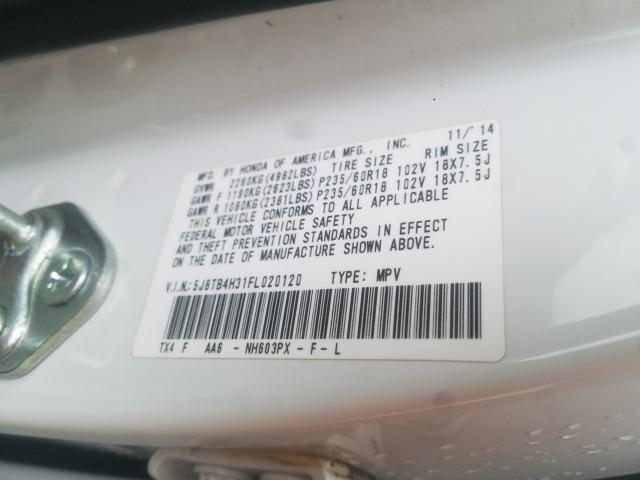 MFD. BY HONDA OF AMERICA MFG., INC. 11/'14
GVWR 2260KG(4982LBS) TIRE SIZE RIM SIZE
GAWR F 1190KG(2623LBS) P235/60R18 102V 18X7.5J
GAWR R 1080KG(2381LBS) P235/60R18 102V 18X7.5J
THIS VEHICLE CONFORMS TO ALL APPLICABLE
FEDERAL MOTOR VEHICLE SAFETY
AND THEFT PREVENTION STANDARDS IN EFFECT
ON THE DATE OF MANUFACTURE SHOWN ABOVE.
V.I.N.:5J8TB4H31FL020120 TYPE: MPV
TX4 F AA6 - NH603PX - F - L